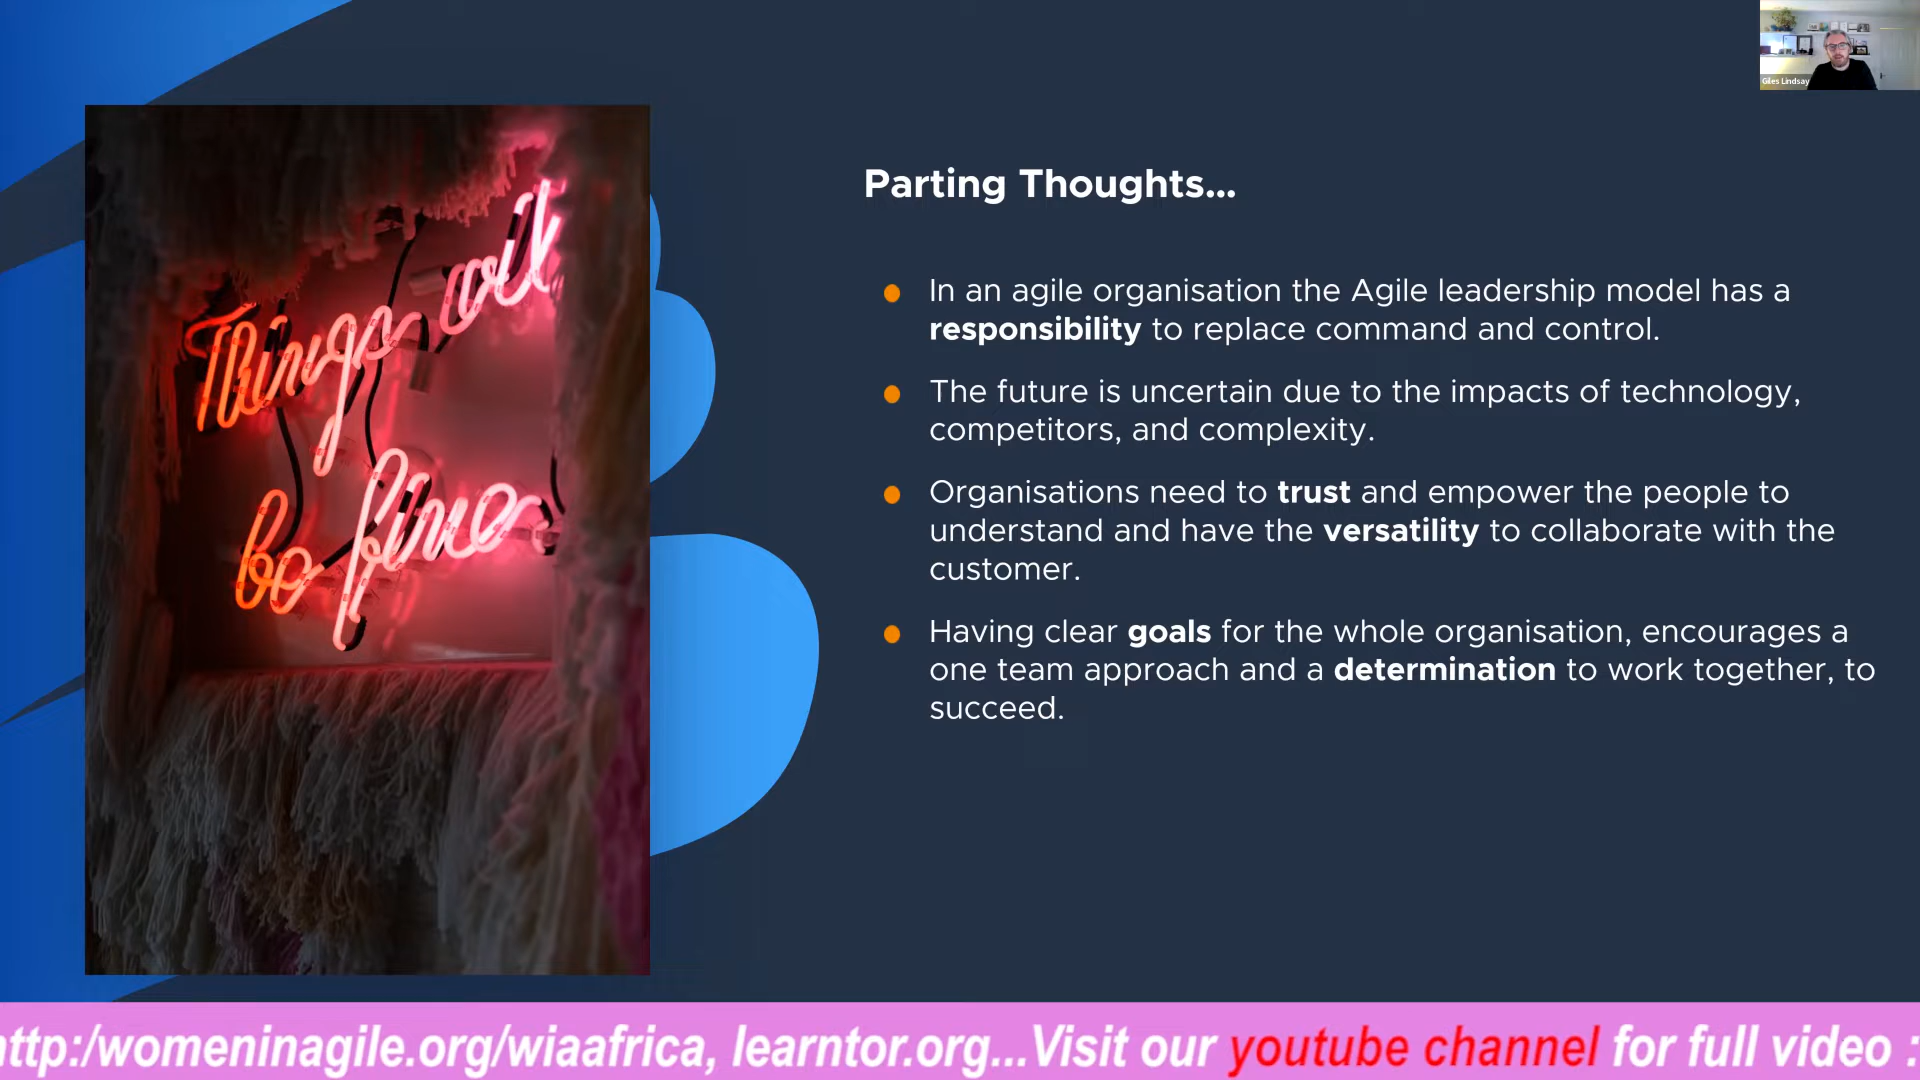 Giles Lindsay
Things will
be fine
Parting Thoughts...
In an agile organisation the Agile leadership model has a
responsibility to replace command and control.
The future is uncertain due to the impacts of technology,
competitors, and complexity.
Organisations need to trust and empower the people to
understand and have the versatility to collaborate with the
customer.
Having clear goals for the whole organisation, encourages a
one team approach and a determination to work together, to
succeed.
ttp:/womeninagile.org/wiaafrica, learntor.org...Visit our youtube channel for full video :